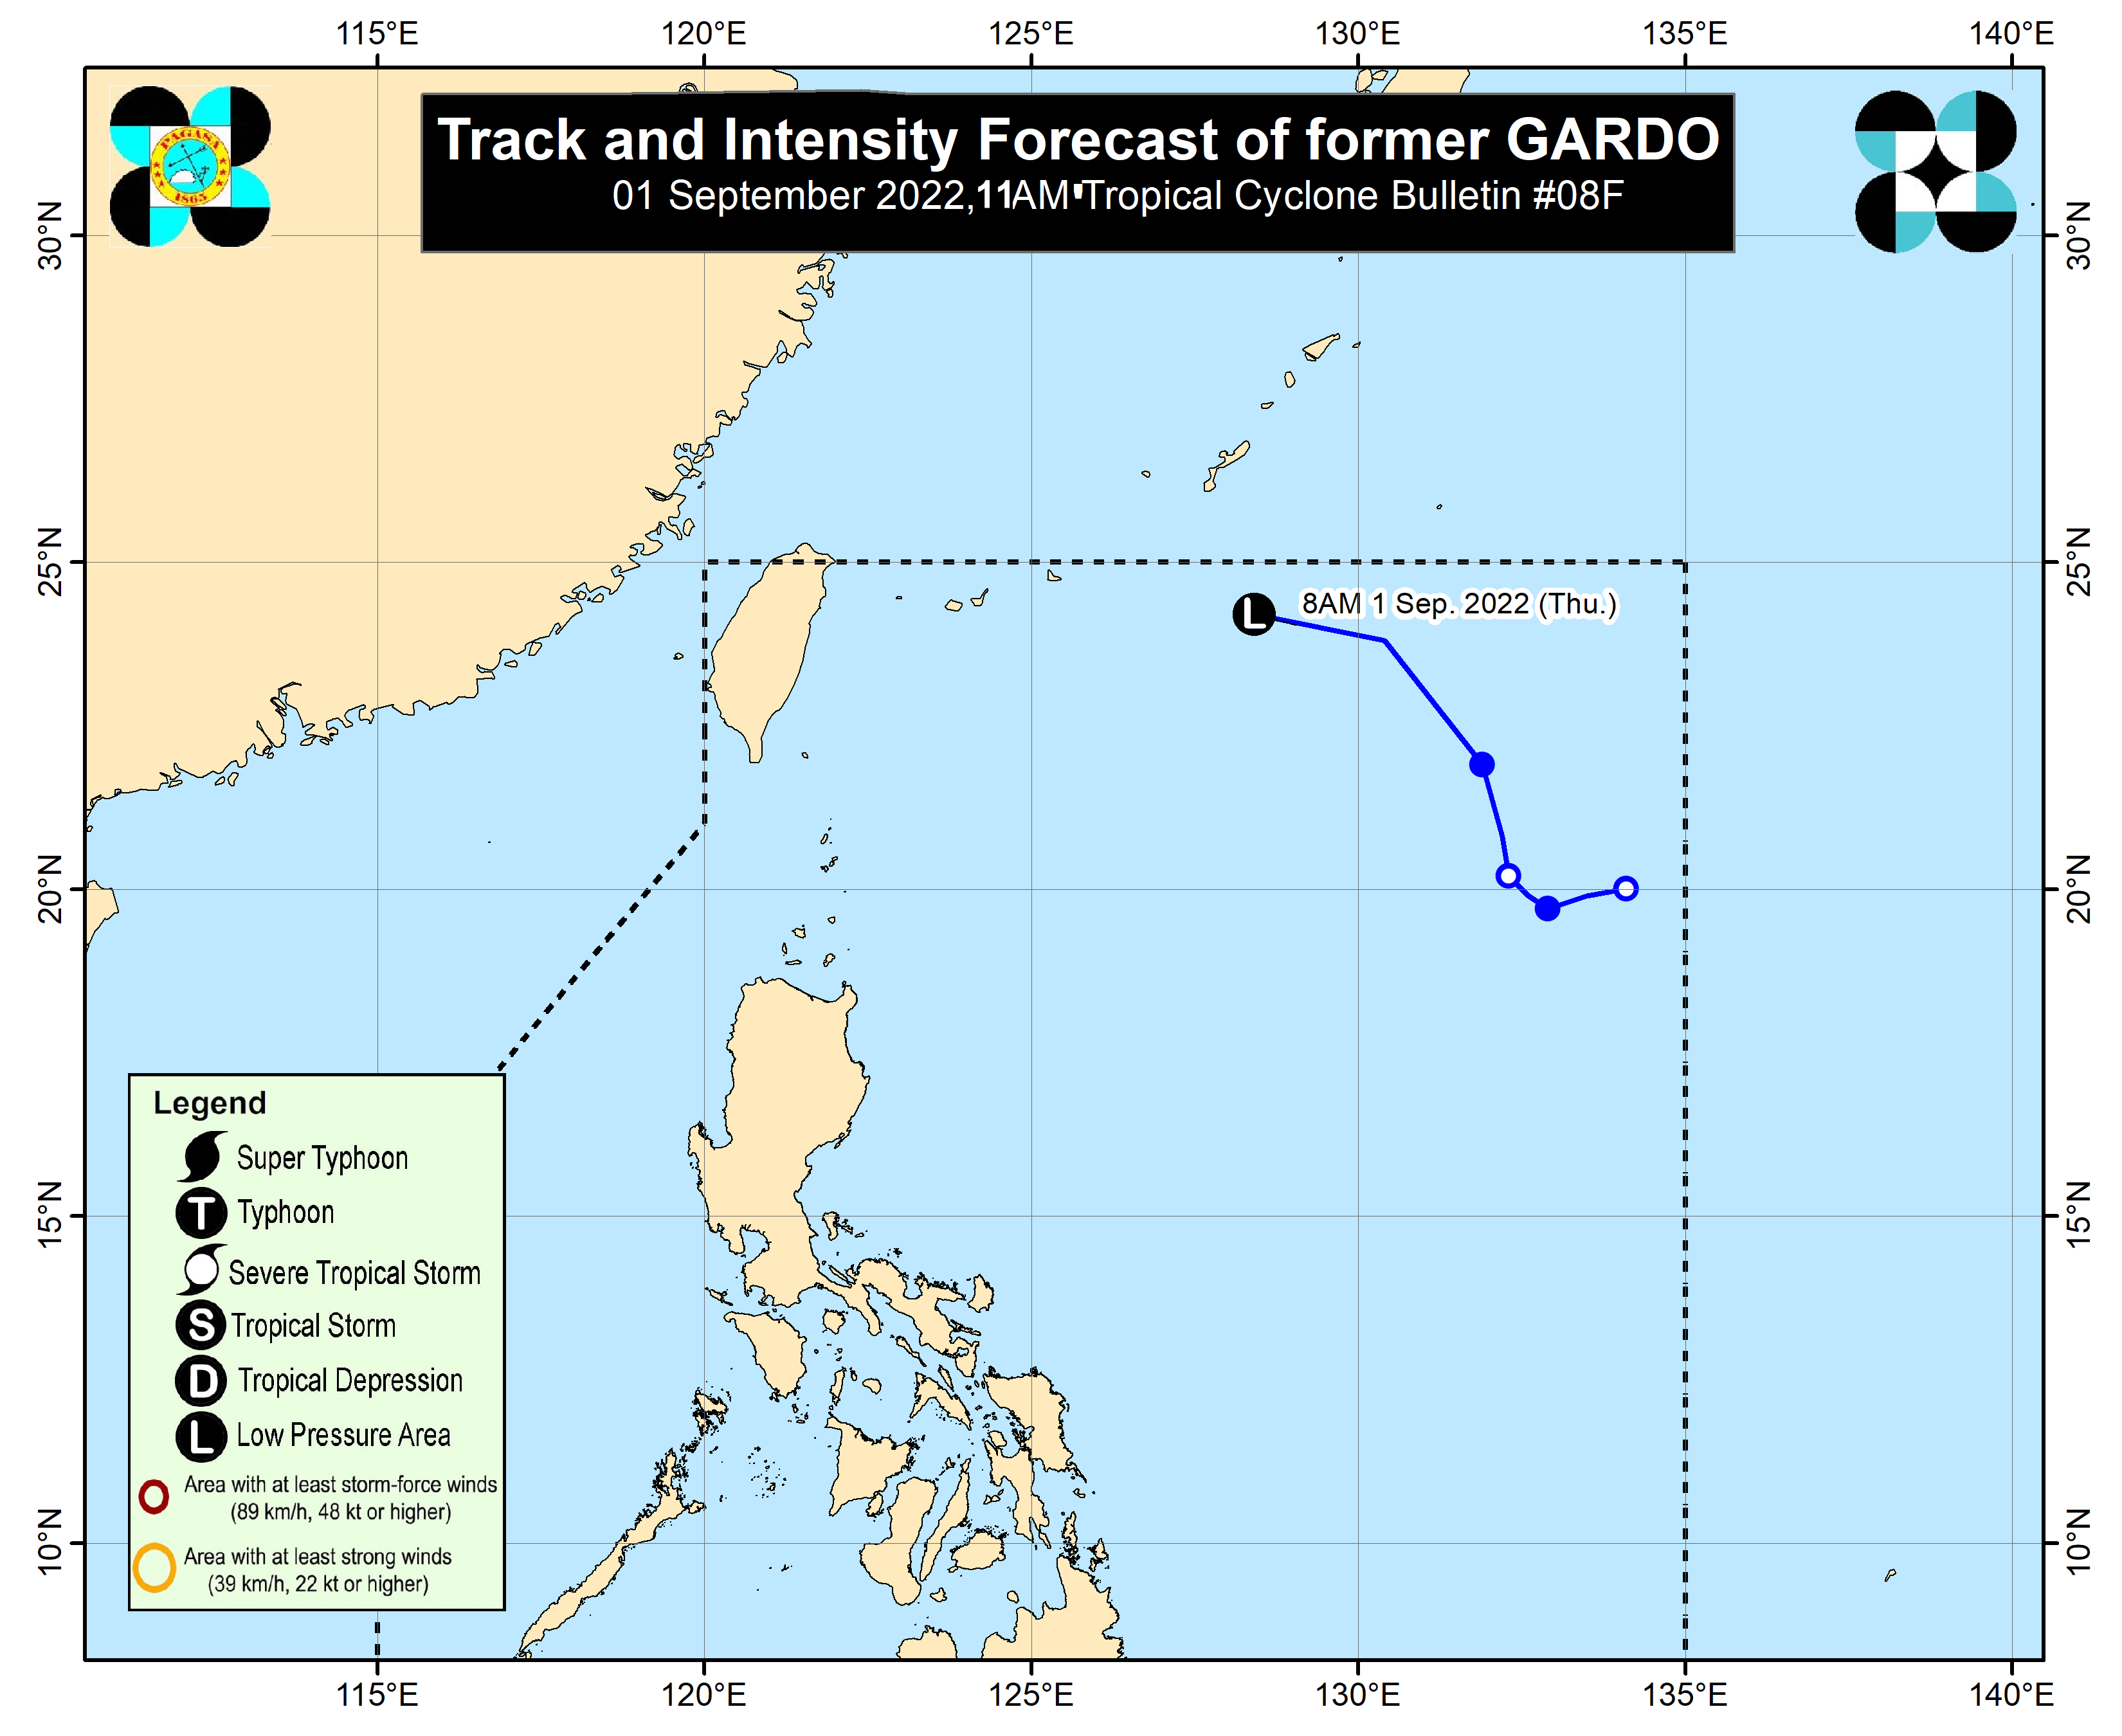 115°E 120°E 125°E 130°E 135°E 140°E
PAGASA
1865
Track and Intensity Forecast of former GARDO
01 September 2022,11AM Tropical Cyclone Bulletin #08F
30°N 30°N
25°N 25°N
L 8AM 1 Sep. 2022 (Thu.)
20°N 20°N
15°N 15°N
10°N 10°N
Legend
Super Typhoon
T Typhoon
Severe Tropical Storm
S Tropical Storm
D Tropical Depression
L Low Pressure Area
Area with at least storm-force winds
(89 km/h, 48 kt or higher)
Area with at least strong winds
(39 km/h, 22 kt or higher)
115°E 120°E 125°E 130°E 135°E 140°E